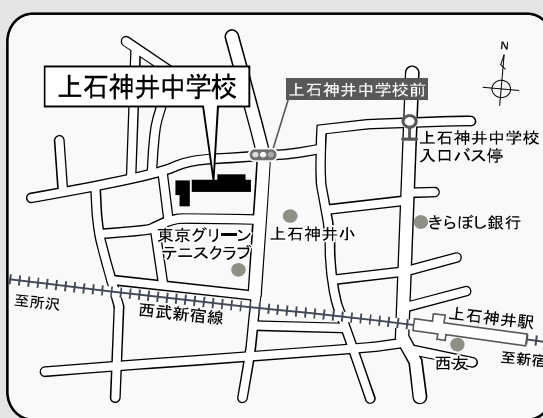 N
上石神井中学校
上石神井中学校前
上石神井中学校
入口バス停
きらぼし銀行
東京グリーン
テニスクラブ
上石神井小
至所沢
西武新宿線
上石神井駅
西友
至新宿